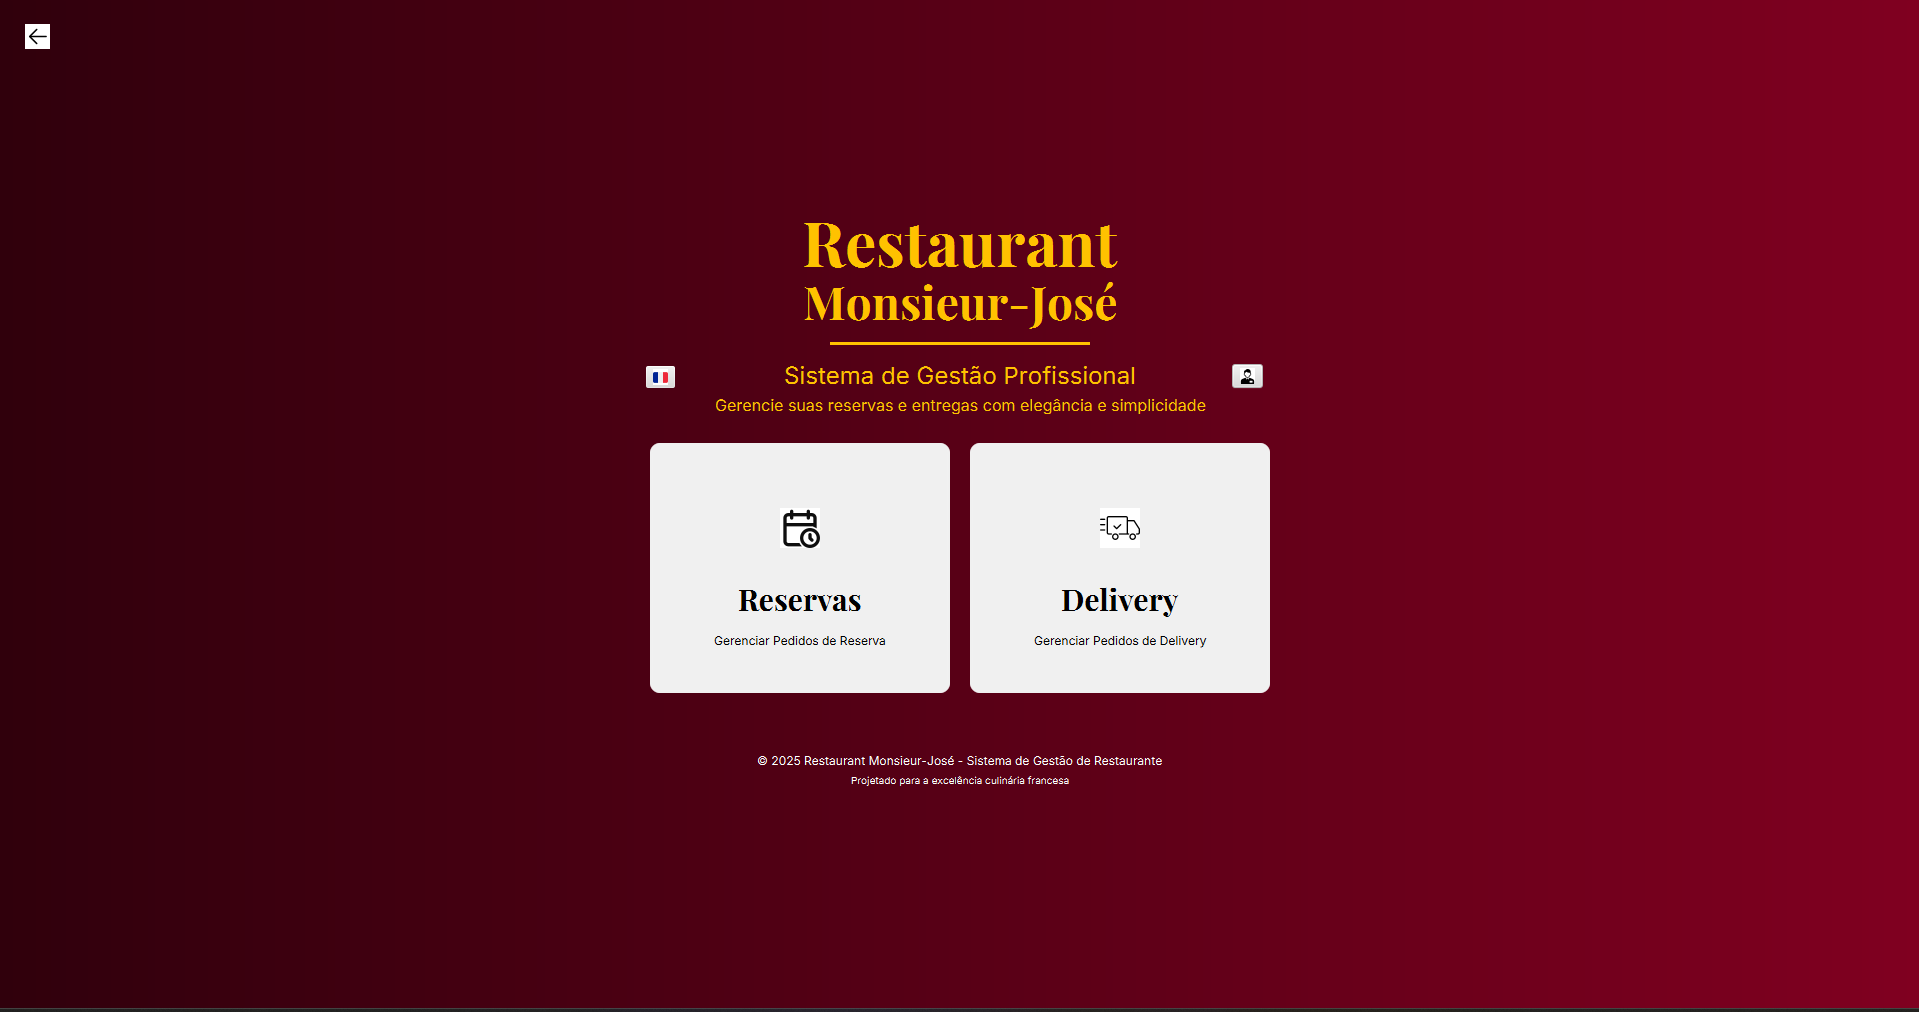 Restaurant
Monsieur-José
Sistema de Gestão Profissional
Gerencie suas reservas e entregas com elegância e simplicidade
Reservas
Gerenciar Pedidos de Reserva
Delivery
Gerenciar Pedidos de Delivery
© 2025 Restaurant Monsieur-José - Sistema de Gestão de Restaurante
Projetado para a excelência culinária francesa